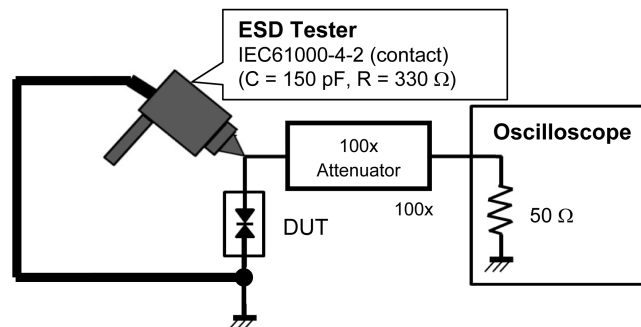 ESD Tester
IEC61000-4-2 (contact)
(C = 150 pF, R = 330 Ω)
Oscilloscope
100x
Attenuator
100x
DUT
50 Ω